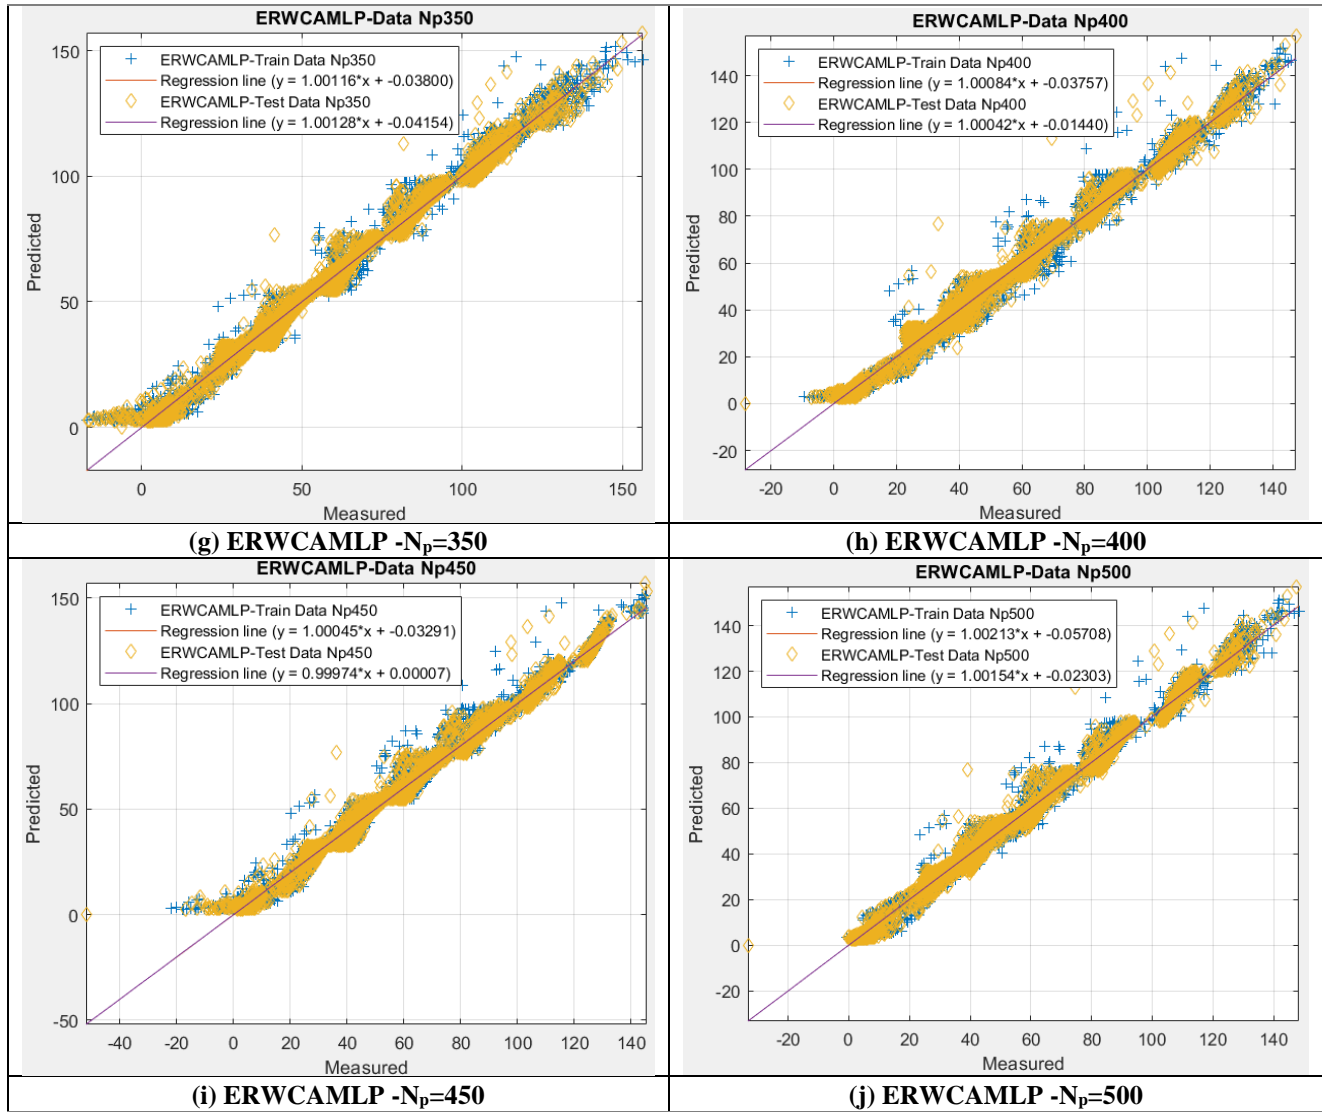 ERWCAMLP-Data Np350
ERWCAMLP-Train Data Np350
Regression line (y = 1.00116*x + -0.03800)
ERWCAMLP-Test Data Np350
Regression line (y = 1.00128*x + -0.04154)
150
100
50
0
Predicted
0 50 100 150
Measured
(g) ERWCAMLP -Np=350
ERWCAMLP-Data Np400
ERWCAMLP-Train Data Np400
Regression line (y = 1.00084*x + -0.03757)
ERWCAMLP-Test Data Np400
Regression line (y = 1.00042*x + -0.01440)
140
120
100
80
60
40
20
0
-20
Predicted
-20 0 20 40 60 80 100 120 140
Measured
(h) ERWCAMLP -Np=400
ERWCAMLP-Data Np450
ERWCAMLP-Train Data Np450
Regression line (y = 1.00045*x + -0.03291)
ERWCAMLP-Test Data Np450
Regression line (y = 0.99974*x + 0.00007)
150
100
50
0
-50
Predicted
-40 -20 0 20 40 60 80 100 120 140
Measured
(i) ERWCAMLP -Np=450
ERWCAMLP-Data Np500
ERWCAMLP-Train Data Np500
Regression line (y = 1.00213*x + -0.05708)
ERWCAMLP-Test Data Np500
Regression line (y = 1.00154*x + -0.02303)
140
120
100
80
60
40
20
0
-20
Predicted
-20 0 20 40 60 80 100 120 140
Measured
(j) ERWCAMLP -Np=500